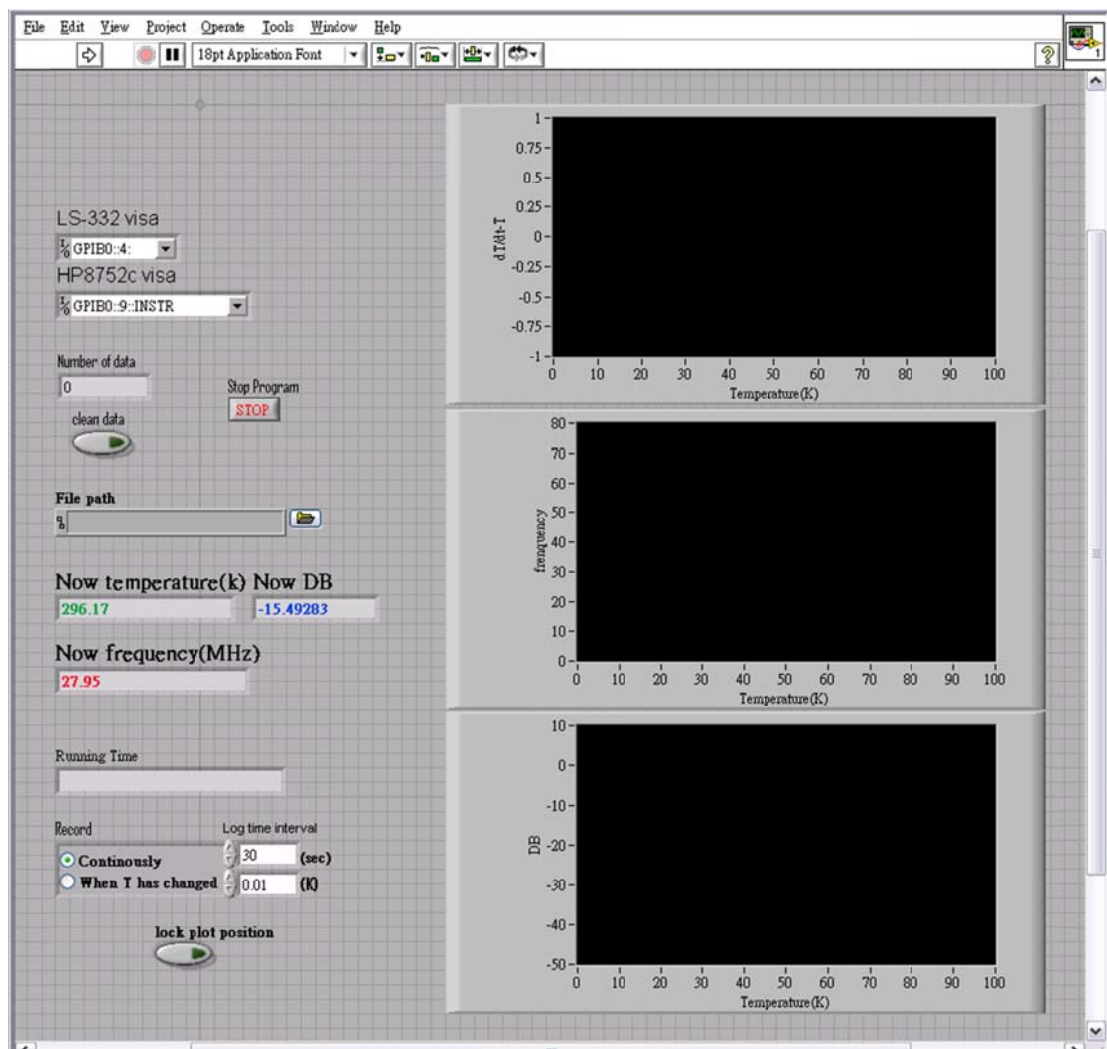 File Edit View Project Operate Tools Window Help
18pt Application Font
?
1
LS-332 visa
GPIB0::4:
HP8752c visa
GPIB0::9::INSTR
Number of data
0
clean data
Stop Program
STOP
File path
Now temperature(k) Now DB
296.17 -15.49283
Now frequency(MHz)
27.95
Running Time
Record Log time interval
Continously 30 (sec)
When T has changed 0.01 (K)
lock plot position
1
0.75
0.5
0.25
0
-0.25
-0.5
-0.75
-1
dT/dt-T
0 10 20 30 40 50 60 70 80 90 100
Temperature(K)
80
70
60
50
40
30
20
10
0
frenquency
0 10 20 30 40 50 60 70 80 90 100
Temperature(K)
10
0
-10
-20
-30
-40
-50
DB
0 10 20 30 40 50 60 70 80 90 100
Temperature(K)